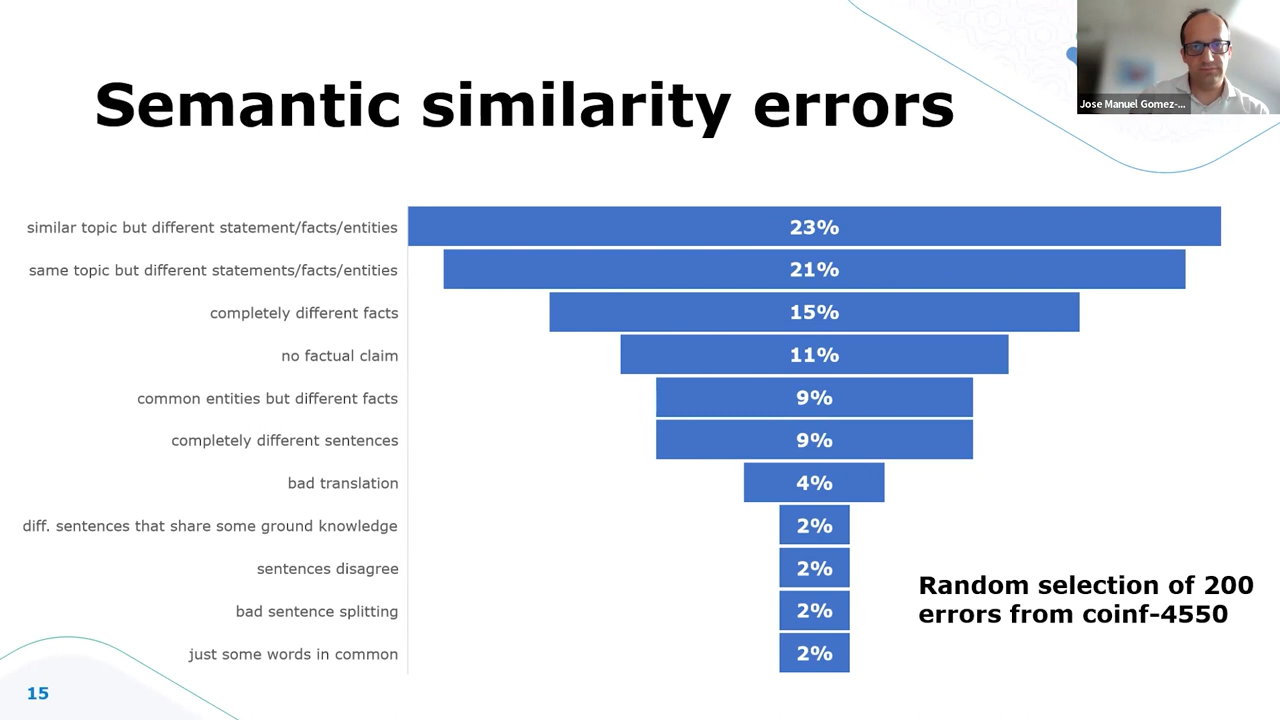 Semantic similarity errors
Jose Manuel Gomez-...
similar topic but different statement/facts/entities 23%
same topic but different statements/facts/entities 21%
completely different facts 15%
no factual claim 11%
common entities but different facts 9%
completely different sentences 9%
bad translation 4%
diff. sentences that share some ground knowledge 2%
sentences disagree 2%
bad sentence splitting 2%
just some words in common 2%
Random selection of 200
errors from coinf-4550
15